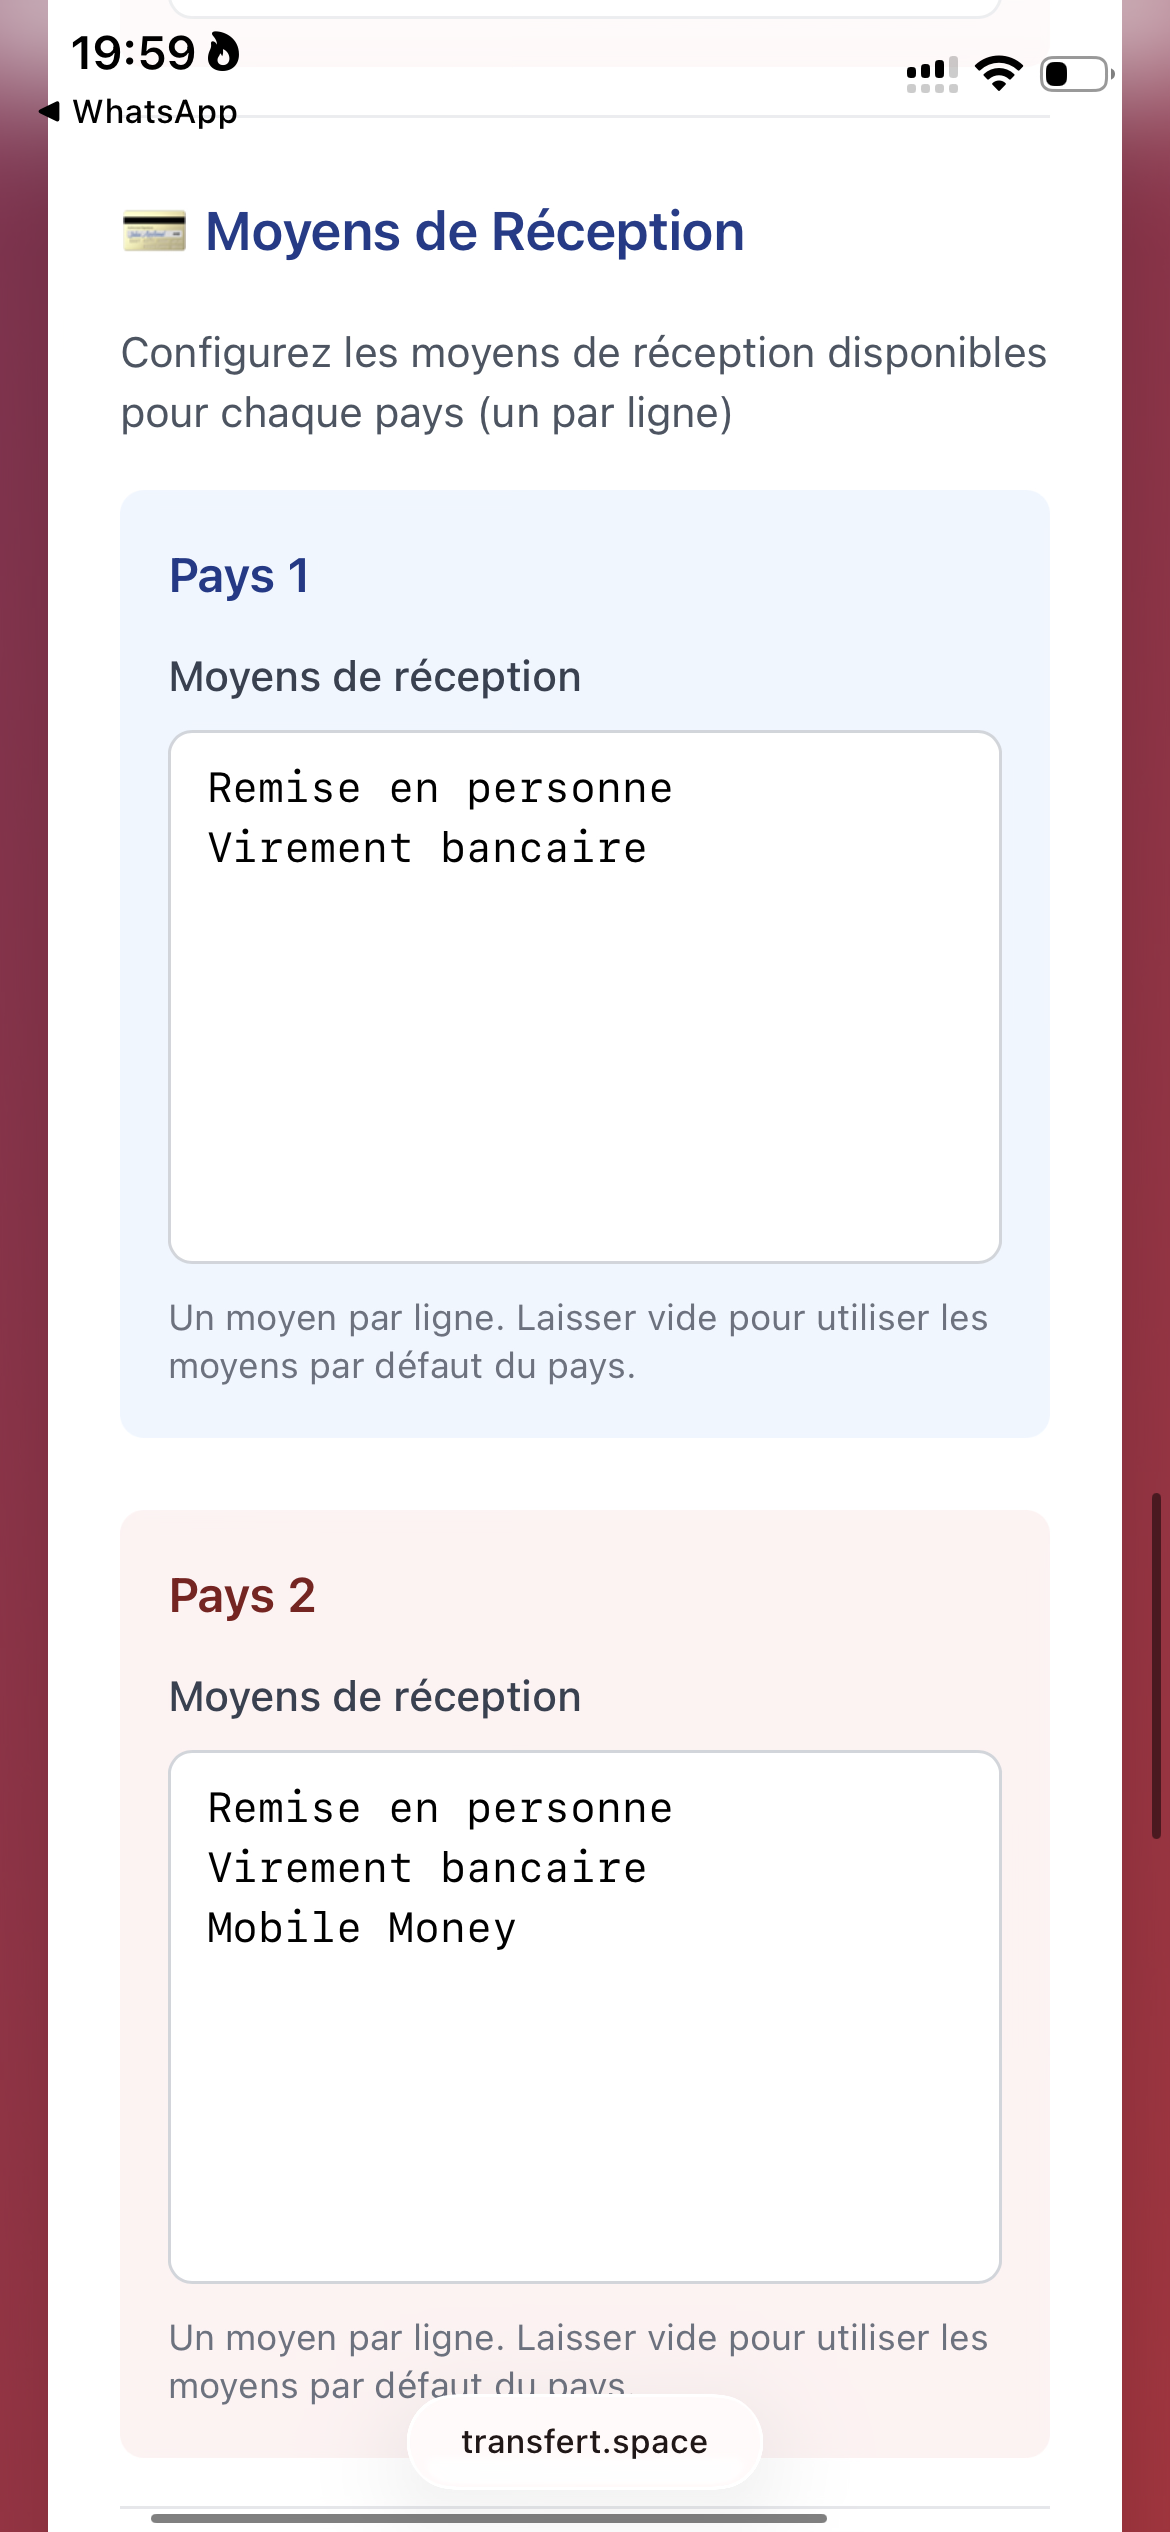 19:59
WhatsApp
Moyens de Réception
Configurez les moyens de réception disponibles
pour chaque pays (un par ligne)
Pays 1
Moyens de réception
Remise en personne
Virement bancaire
Un moyen par ligne. Laisser vide pour utiliser les
moyens par défaut du pays.
Pays 2
Moyens de réception
Remise en personne
Virement bancaire
Mobile Money
Un moyen par ligne. Laisser vide pour utiliser les
moyens par défaut du pays.
transfert.space